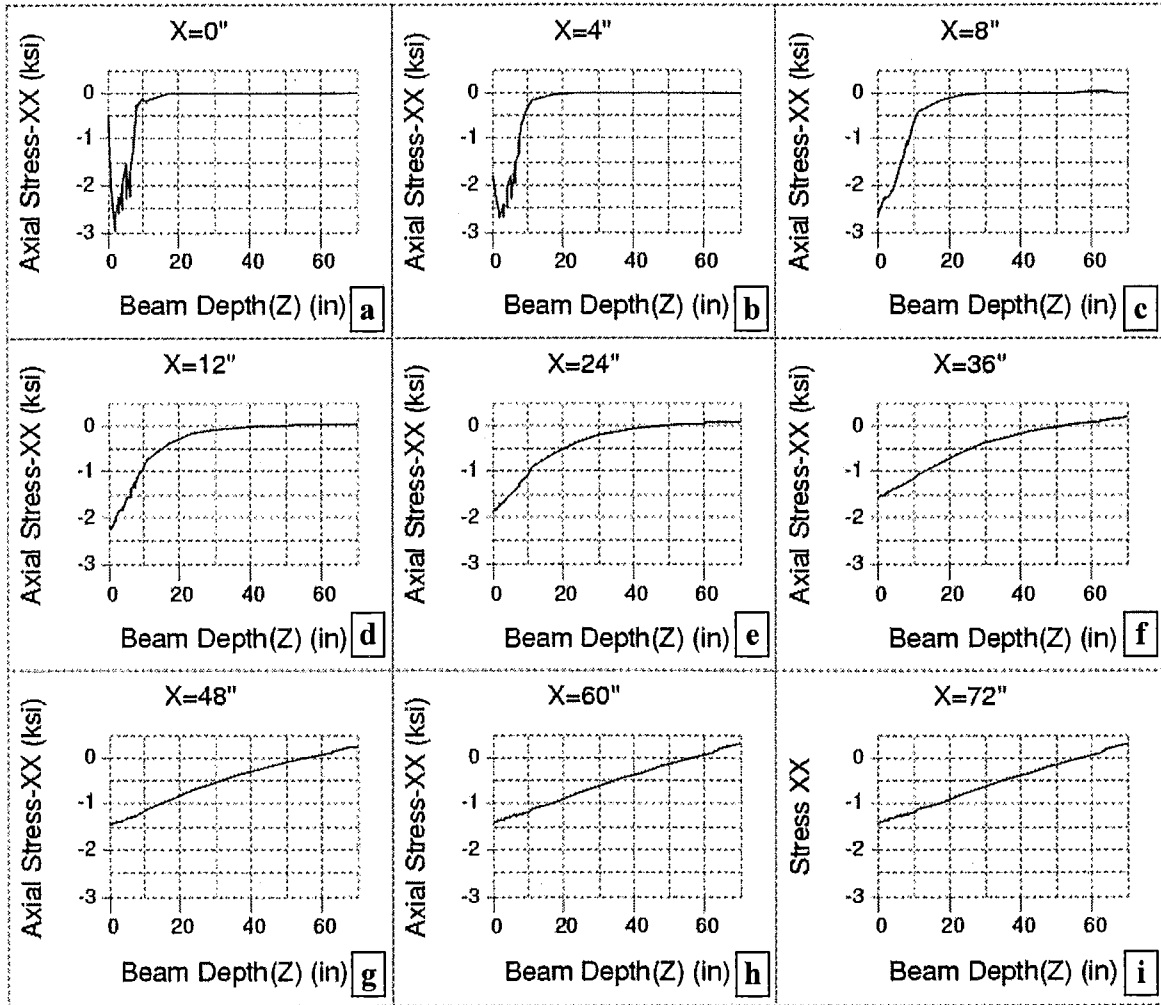 X=0"
Axial Stress-XX (ksi)
0
-1
-2
-3
0 20 40 60
Beam Depth(Z) (in)
a
X=4"
Axial Stress-XX (ksi)
0
-1
-2
-3
0 20 40 60
Beam Depth(Z) (in)
b
X=8"
Axial Stress-XX (ksi)
0
-1
-2
-3
0 20 40 60
Beam Depth(Z) (in)
c
X=12"
Axial Stress-XX (ksi)
0
-1
-2
-3
0 20 40 60
Beam Depth(Z) (in)
d
X=24"
Axial Stress-XX (ksi)
0
-1
-2
-3
0 20 40 60
Beam Depth(Z) (in)
e
X=36"
Axial Stress-XX (ksi)
0
-1
-2
-3
0 20 40 60
Beam Depth(Z) (in)
f
X=48"
Axial Stress-XX (ksi)
0
-1
-2
-3
0 20 40 60
Beam Depth(Z) (in)
g
X=60"
Axial Stress-XX (ksi)
0
-1
-2
-3
0 20 40 60
Beam Depth(Z) (in)
h
X=72"
Stress XX
0
-1
-2
-3
0 20 40 60
Beam Depth(Z) (in)
i